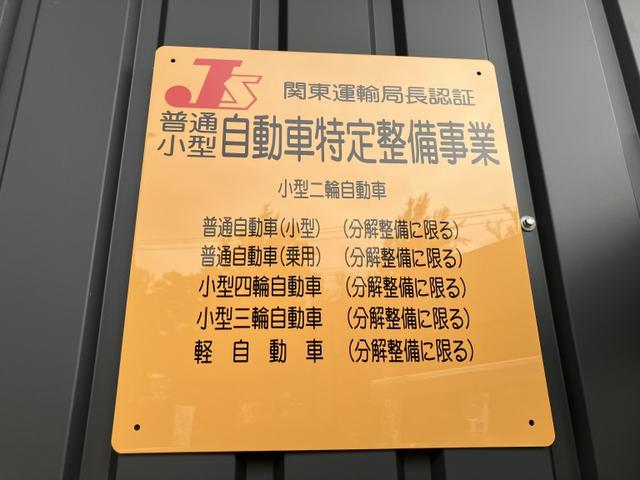 JS 関東運輸局長認証
普通
小型 自動車特定整備事業
小型二輪自動車
普通自動車(小型) (分解整備に限る)
普通自動車(乗用) (分解整備に限る)
小型四輪自動車 (分解整備に限る)
小型三輪自動車 (分解整備に限る)
軽自動車 (分解整備に限る)